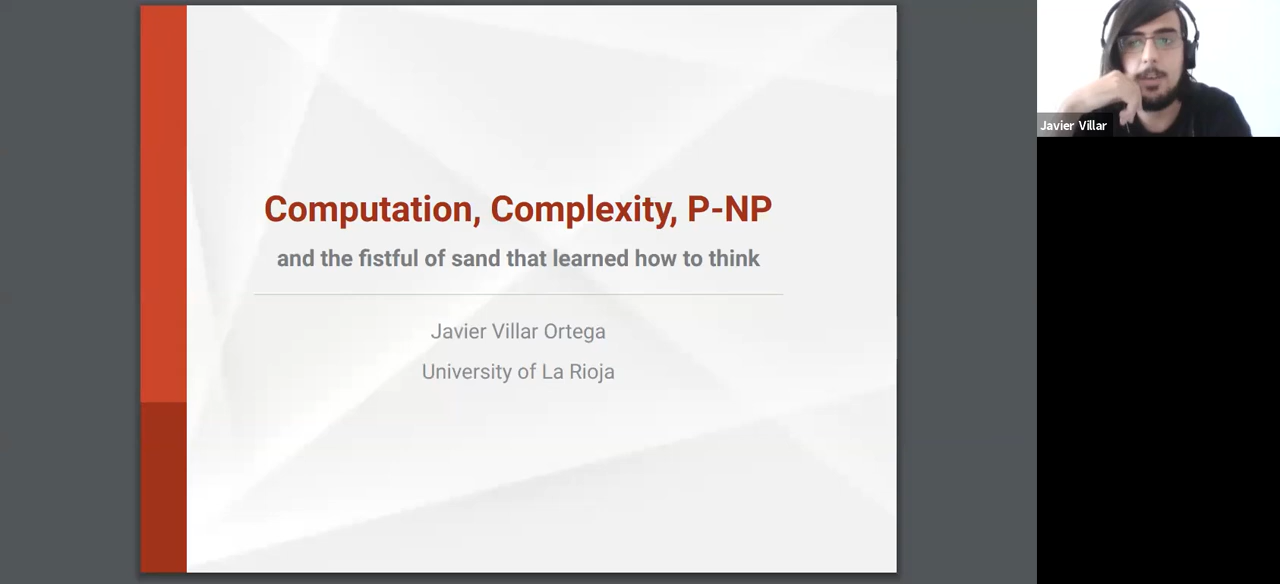 Computation, Complexity, P-NP
and the fistful of sand that learned how to think
Javier Villar Ortega
University of La Rioja
Javier Villar